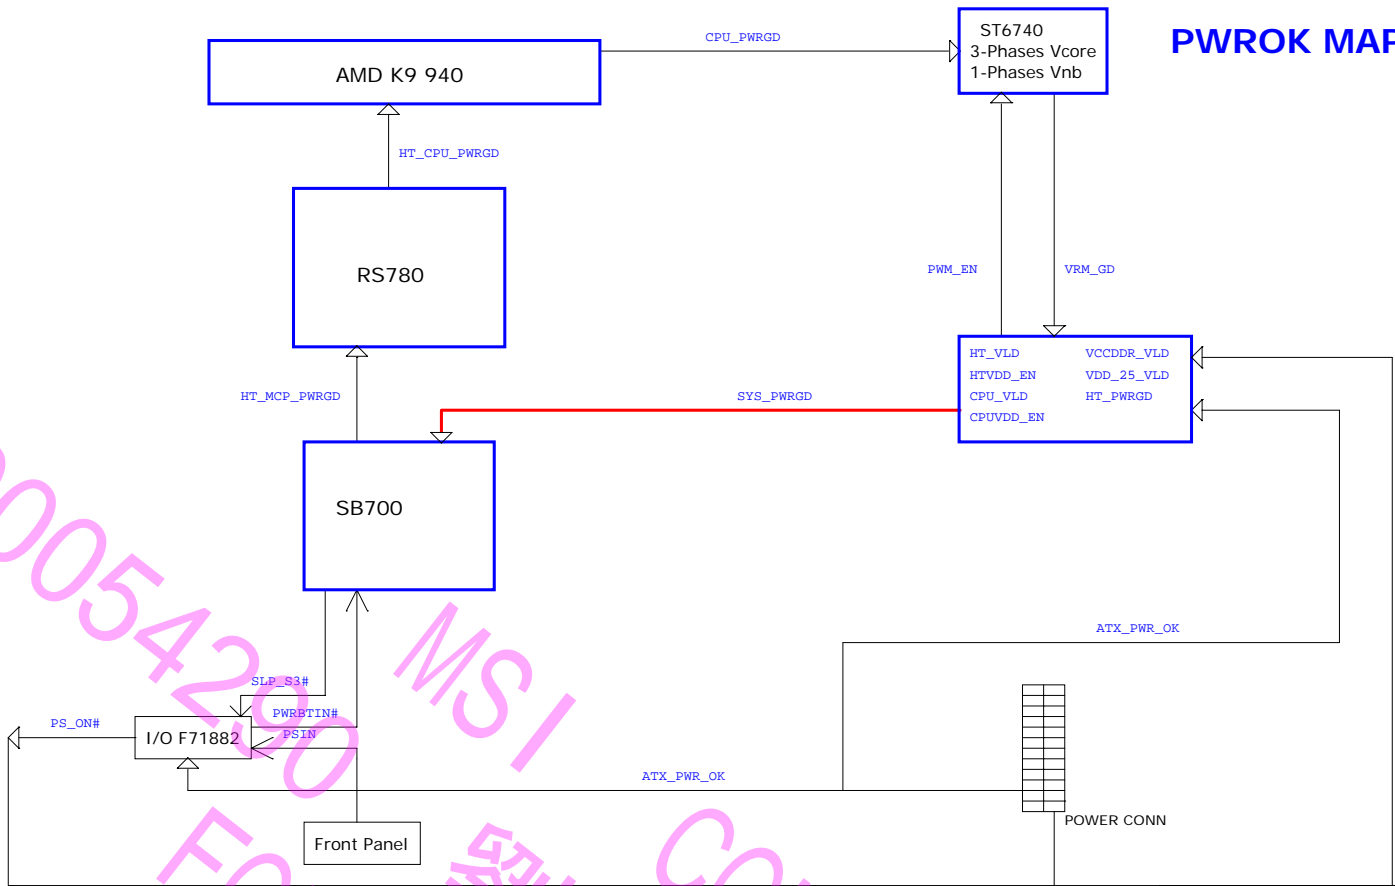 CPU_PWRGD
ST6740
3-Phases Vcore
1-Phases Vnb
PWROK MAP
AMD K9 940
HT_CPU_PWRGD
RS780
PWM_EN
VRM_GD
HT_VLD
VCCDDR_VLD
HTVDD_EN
VDD_25_VLD
CPU_VLD
HT_PWRGD
CPUVDD_EN
HT_MCP_PWRGD
SYS_PWRGD
SB700
MSI
ATX_PWR_OK
SLP_S3#
PWRBTIN#
PS_ON#
PSIN
I/O F71882
ATX_PWR_OK
POWER CONN
Front Panel
0054290